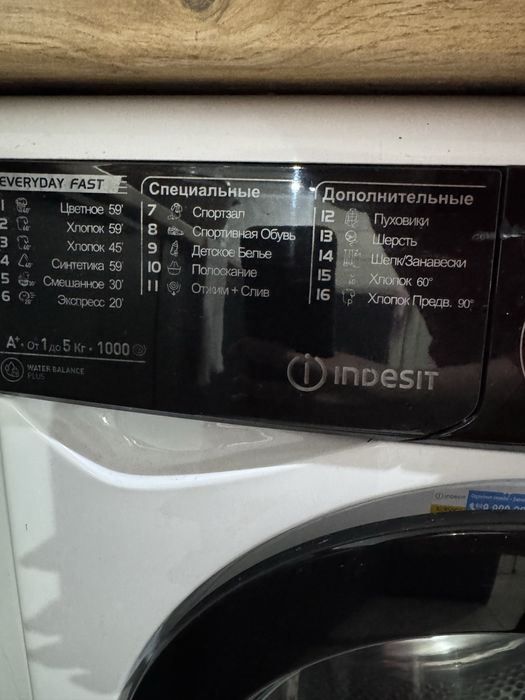 EVERYDAY FAST
1 Цветное 59'
2 Хлопок 59'
3 Хлопок 45'
4 Синтетика 59'
5 Смешанное 30'
6 Экспресс 20'
A+ · От 1 до 5 Кг · 1000
WATER BALANCE
PLUS
Специальные
7 Спортзал
8 Спортивная Обувь
9 Детское Белье
10 Полоскание
11 Отжим + Слив
Дополнительные
12 Пуховики
13 Шерсть
14 Шелк/Занавески
15 Хлопок 60°
16 Хлопок Предв. 90°
INDESIT
INDESIT